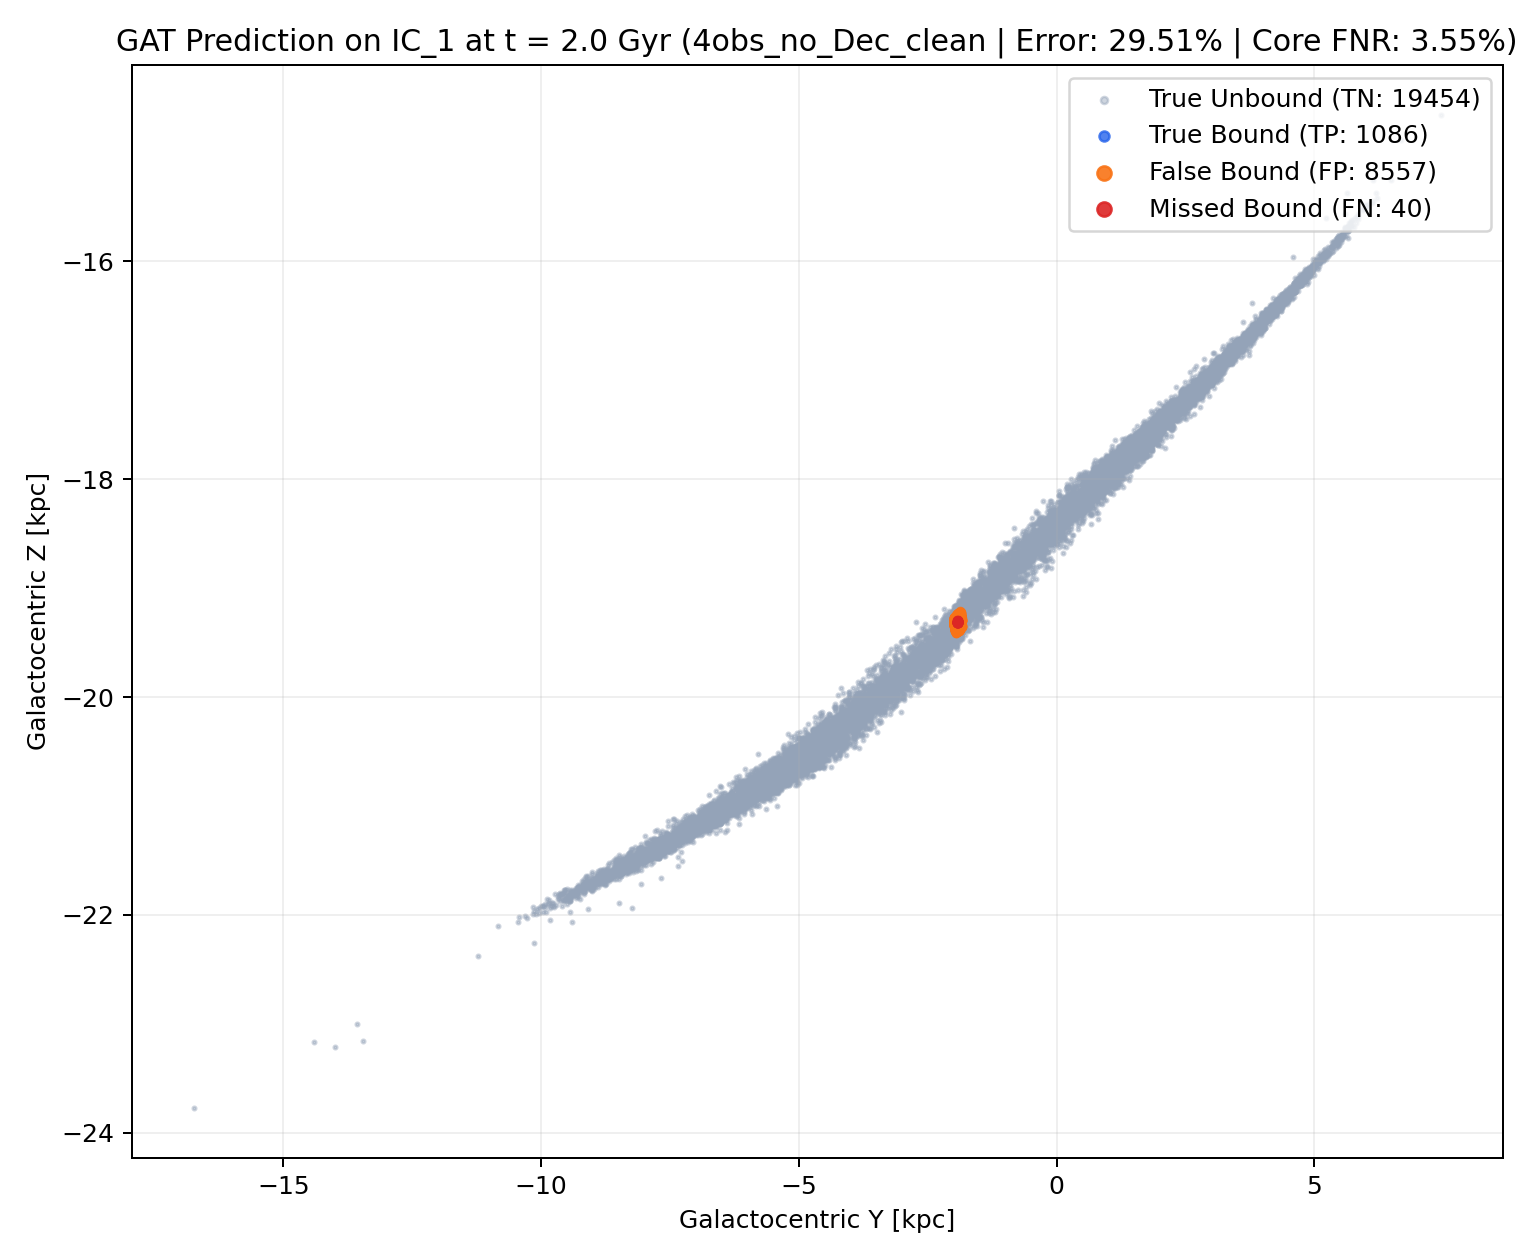 GAT Prediction on IC_1 at t = 2.0 Gyr (4obs_no_Dec_clean | Error: 29.51% | Core FNR: 3.55%)
True Unbound (TN: 19454)
True Bound (TP: 1086)
False Bound (FP: 8557)
Missed Bound (FN: 40)
Galactocentric Z [kpc]
−16
−18
−20
−22
−24
−15
−10
−5
0
5
Galactocentric Y [kpc]